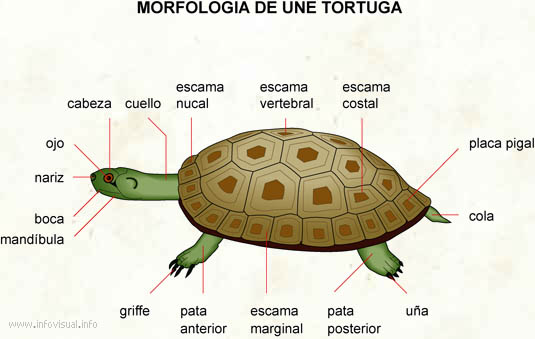 MORFOLOGIA DE UNE TORTUGA
escama
nucal
escama
vertebral
escama
costal
cabeza
cuello
ojo
placa pigal
nariz
boca
cola
mandíbula
griffe
pata
anterior
escama
marginal
pata
posterior
uña
www.infovisual.info